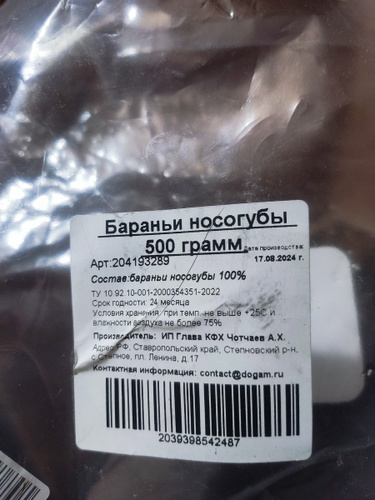 Бараньи носогубы
500 грамм
Дата производства:
Арт:204193289
17.08.2024 г.
Состав:бараньи носогубы 100%
ТУ 10.92.10-001-2000354351-2022
Срок годности: 24 месяца
Условия хранения, при темп. не выше +25С и
влажности воздуха не более 75%
Производитель: ИП Глава КФХ Чотчаев А.Х.
Адрес РФ, Ставропольский край, Степновский р-н,
с.Степное, пл. Ленина, д.17
Контактная информация: contact@dogam.ru
2039398542487